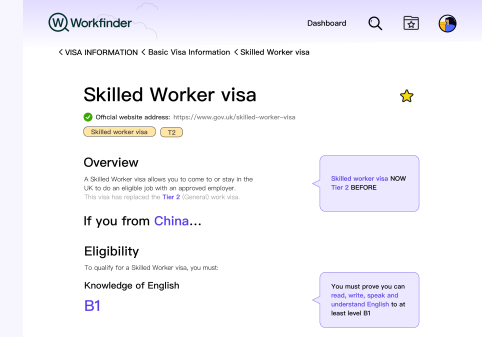 Workfinder
Dashboard
< VISA INFORMATION < Basic Visa Information < Skilled Worker visa
Skilled Worker visa
Official website address: https://www.gov.uk/skilled-worker-visa
Skilled worker visa T2
Overview
A Skilled Worker visa allows you to come to or stay in the
UK to do an eligible job with an approved employer.
This visa has replaced the Tier 2 (General) work visa.
Skilled worker visa NOW
Tier 2 BEFORE
If you from China...
Eligibility
To qualify for a Skilled Worker visa, you must:
Knowledge of English
B1
You must prove you can
read, write, speak and
understand English to at
least level B1